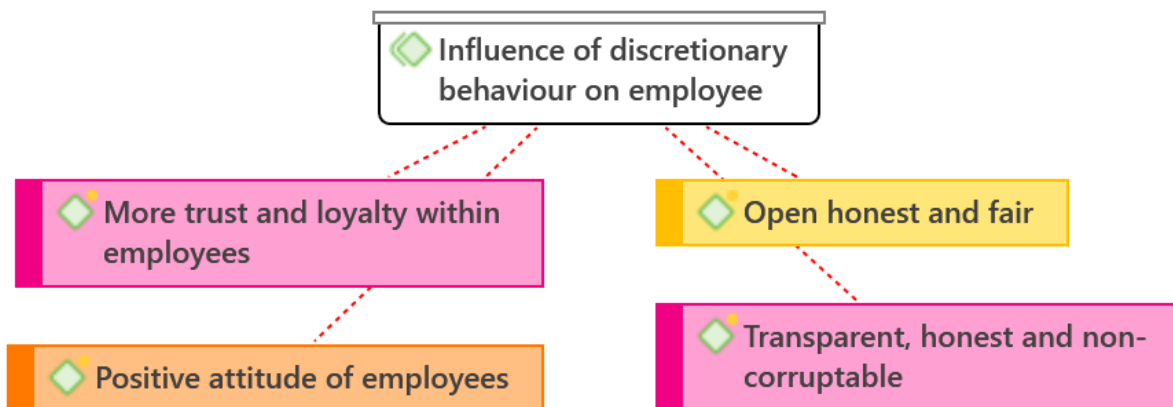 Influence of discretionary
behaviour on employee
More trust and loyalty within
employees
Open honest and fair
Positive attitude of employees
Transparent, honest and non-
corruptable